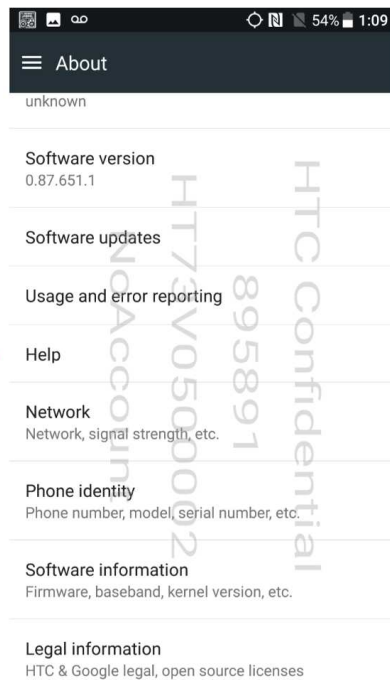 54% 1:09
About
unknown
Software version
0.87.651.1
Software updates
Usage and error reporting
Help
Network
Network, signal strength, etc.
Phone identity
Phone number, model, serial number, etc.
Software information
Firmware, baseband, kernel version, etc.
Legal information
HTC & Google legal, open source licenses
HTC Confidential
895891
HT73V0500002
NoAccount